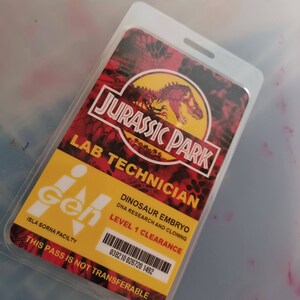 JURASSIC PARK
LAB TECHNICIAN
InGen
DINOSAUR EMBRYO
DNA RESEARCH AND CLONING
LEVEL 1 CLEARANCE
ISLA SORNA FACILTY
THIS PASS IS NOT TRANSFERABLE